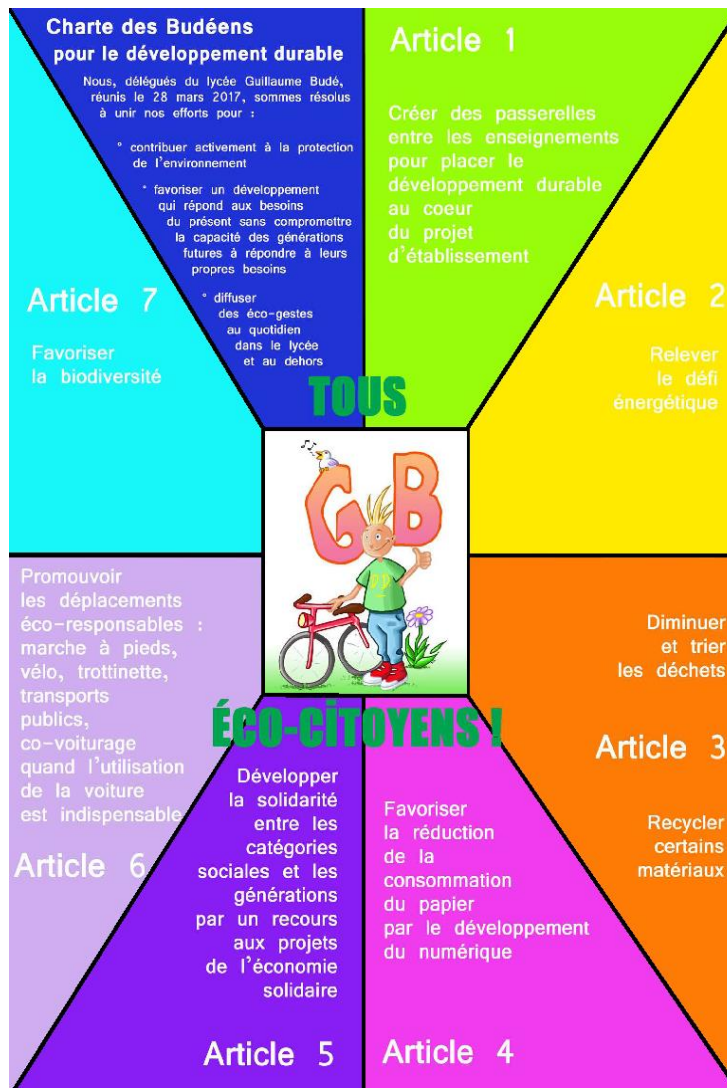 Charte des Budéens
pour le développement durable
Nous, délégués du lycée Guillaume Budé,
réunis le 28 mars 2017, sommes résolus
à unir nos efforts pour :
° contribuer activement à la protection
de l'environnement
° favoriser un développement
qui répond aux besoins
du présent sans compromettre
la capacité des générations
futures à répondre à leurs
propres besoins
° diffuser
des éco-gestes
au quotidien
dans le lycée
et au dehors
Article 1
Créer des passerelles
entre les enseignements
pour placer le
développement durable
au coeur
du projet
d'établissement
Article 2
Relever
le défi
énergétique
Diminuer
et trier
les déchets
Article 3
Recycler
certains
matériaux
Favoriser
la réduction
de la
consommation
du papier
par le développement
du numérique
Article 4
Développer
la solidarité
entre les
catégories
sociales et les
générations
par un recours
aux projets
de l'économie
solidaire
Article 5
Promouvoir
les déplacements
éco-responsables :
marche à pieds,
vélo, trottinette,
transports
publics,
co-voiturage
quand l'utilisation
de la voiture
est indispensable
Article 6
Article 7
Favoriser
la biodiversité
TOUS
GB
ÉCO-CiTOYENS !